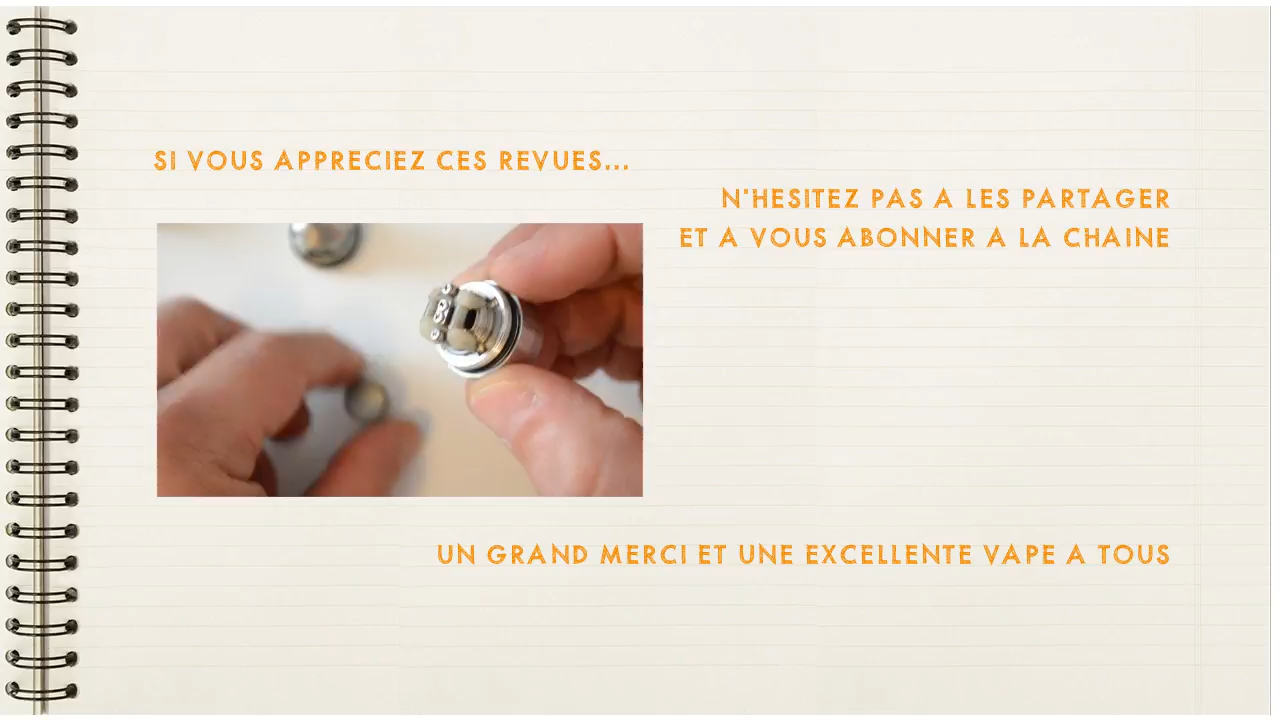 SI VOUS APPRECIEZ CES REVUES...
N'HESITEZ PAS A LES PARTAGER
ET A VOUS ABONNER A LA CHAINE
UN GRAND MERCI ET UNE EXCELLENTE VAPE A TOUS